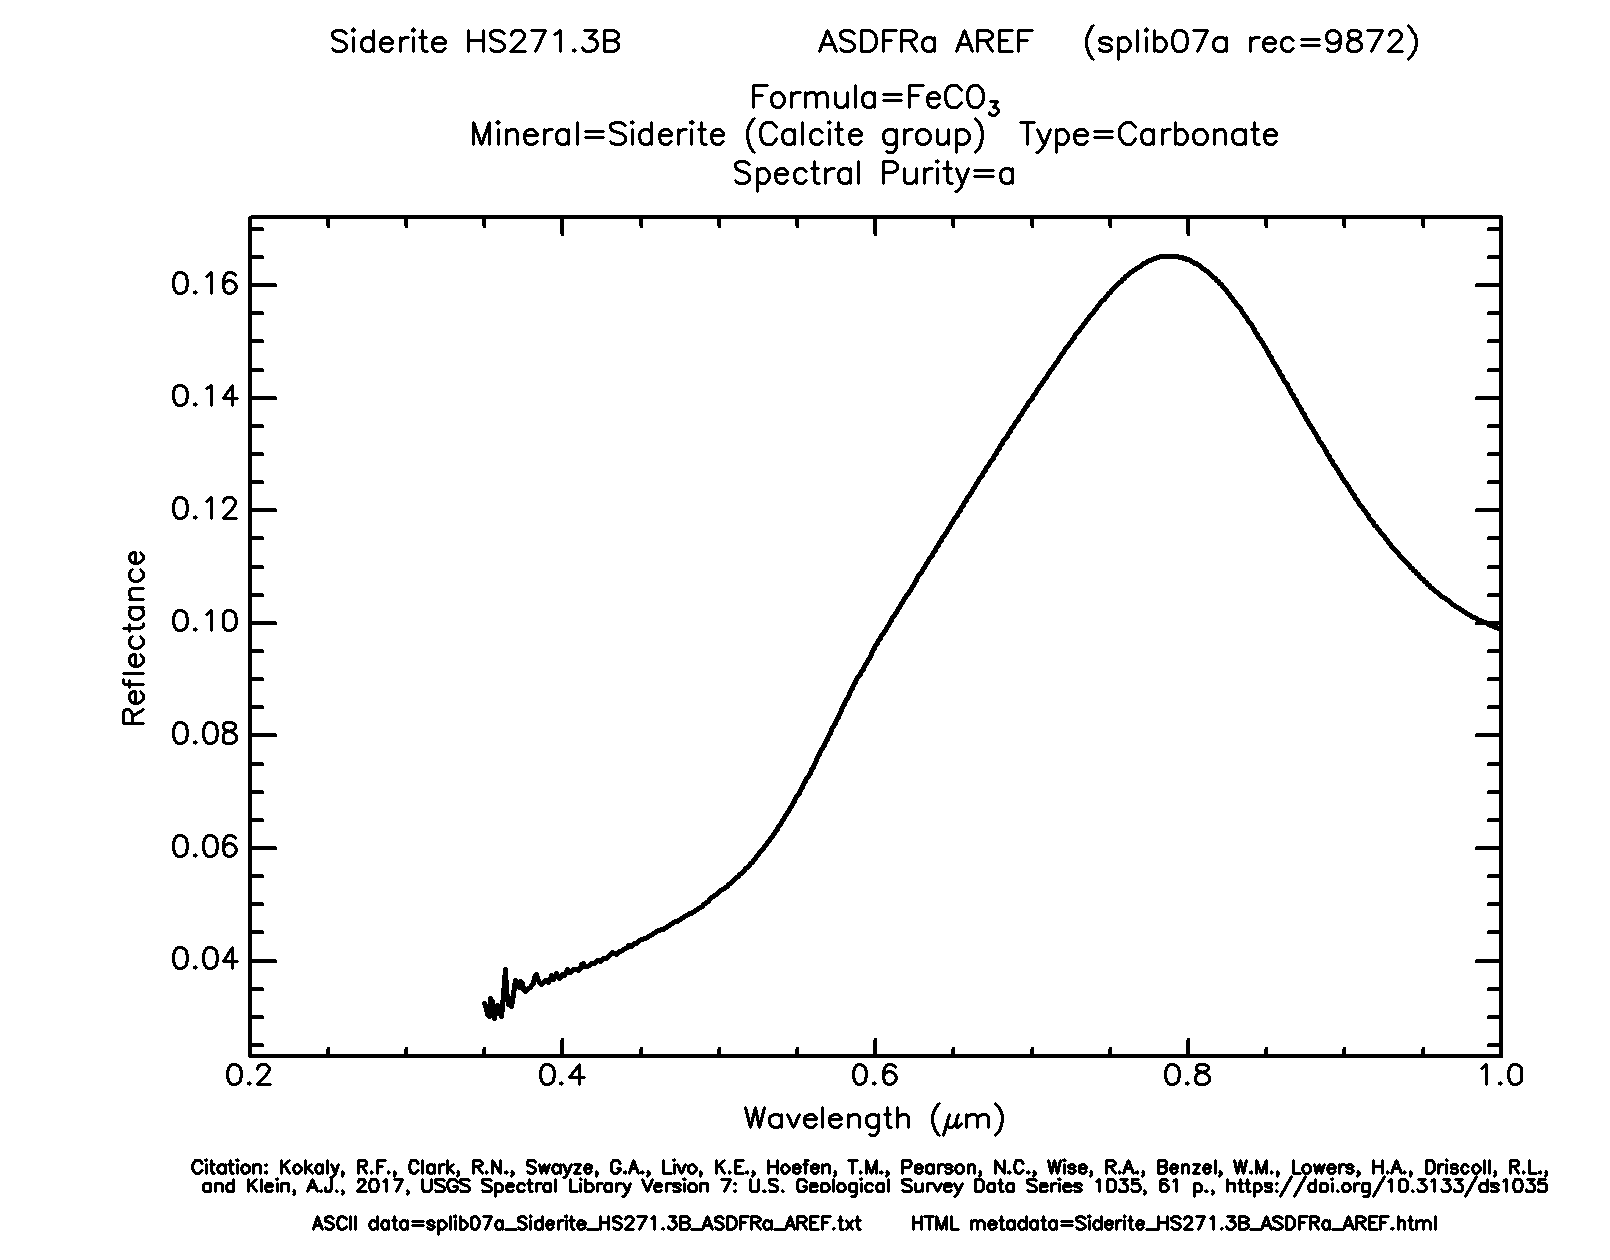 Siderite HS271.3B ASDFRa AREF (splib07a rec=9872)
Formula=FeCO₃
Mineral=Siderite (Calcite group) Type=Carbonate
Spectral Purity=a
0.16
0.14
0.12
0.10
0.08
0.06
0.04
Reflectance
0.2 0.4 0.6 0.8 1.0
Wavelength (μm)
Citation: Kokaly, R.F., Clark, R.N., Swayze, G.A., Livo, K.E., Hoefen, T.M., Pearson, N.C., Wise, R.A., Benzel, W.M., Lowers, H.A., Driscoll, R.L.,
and Klein, A.J., 2017, USGS Spectral Library Version 7: U.S. Geological Survey Data Series 1035, 61 p., https://doi.org/10.3133/ds1035
ASCII data=splib07a_Siderite_HS271.3B_ASDFRa_AREF.txt HTML metadata=Siderite_HS271.3B_ASDFRa_AREF.html